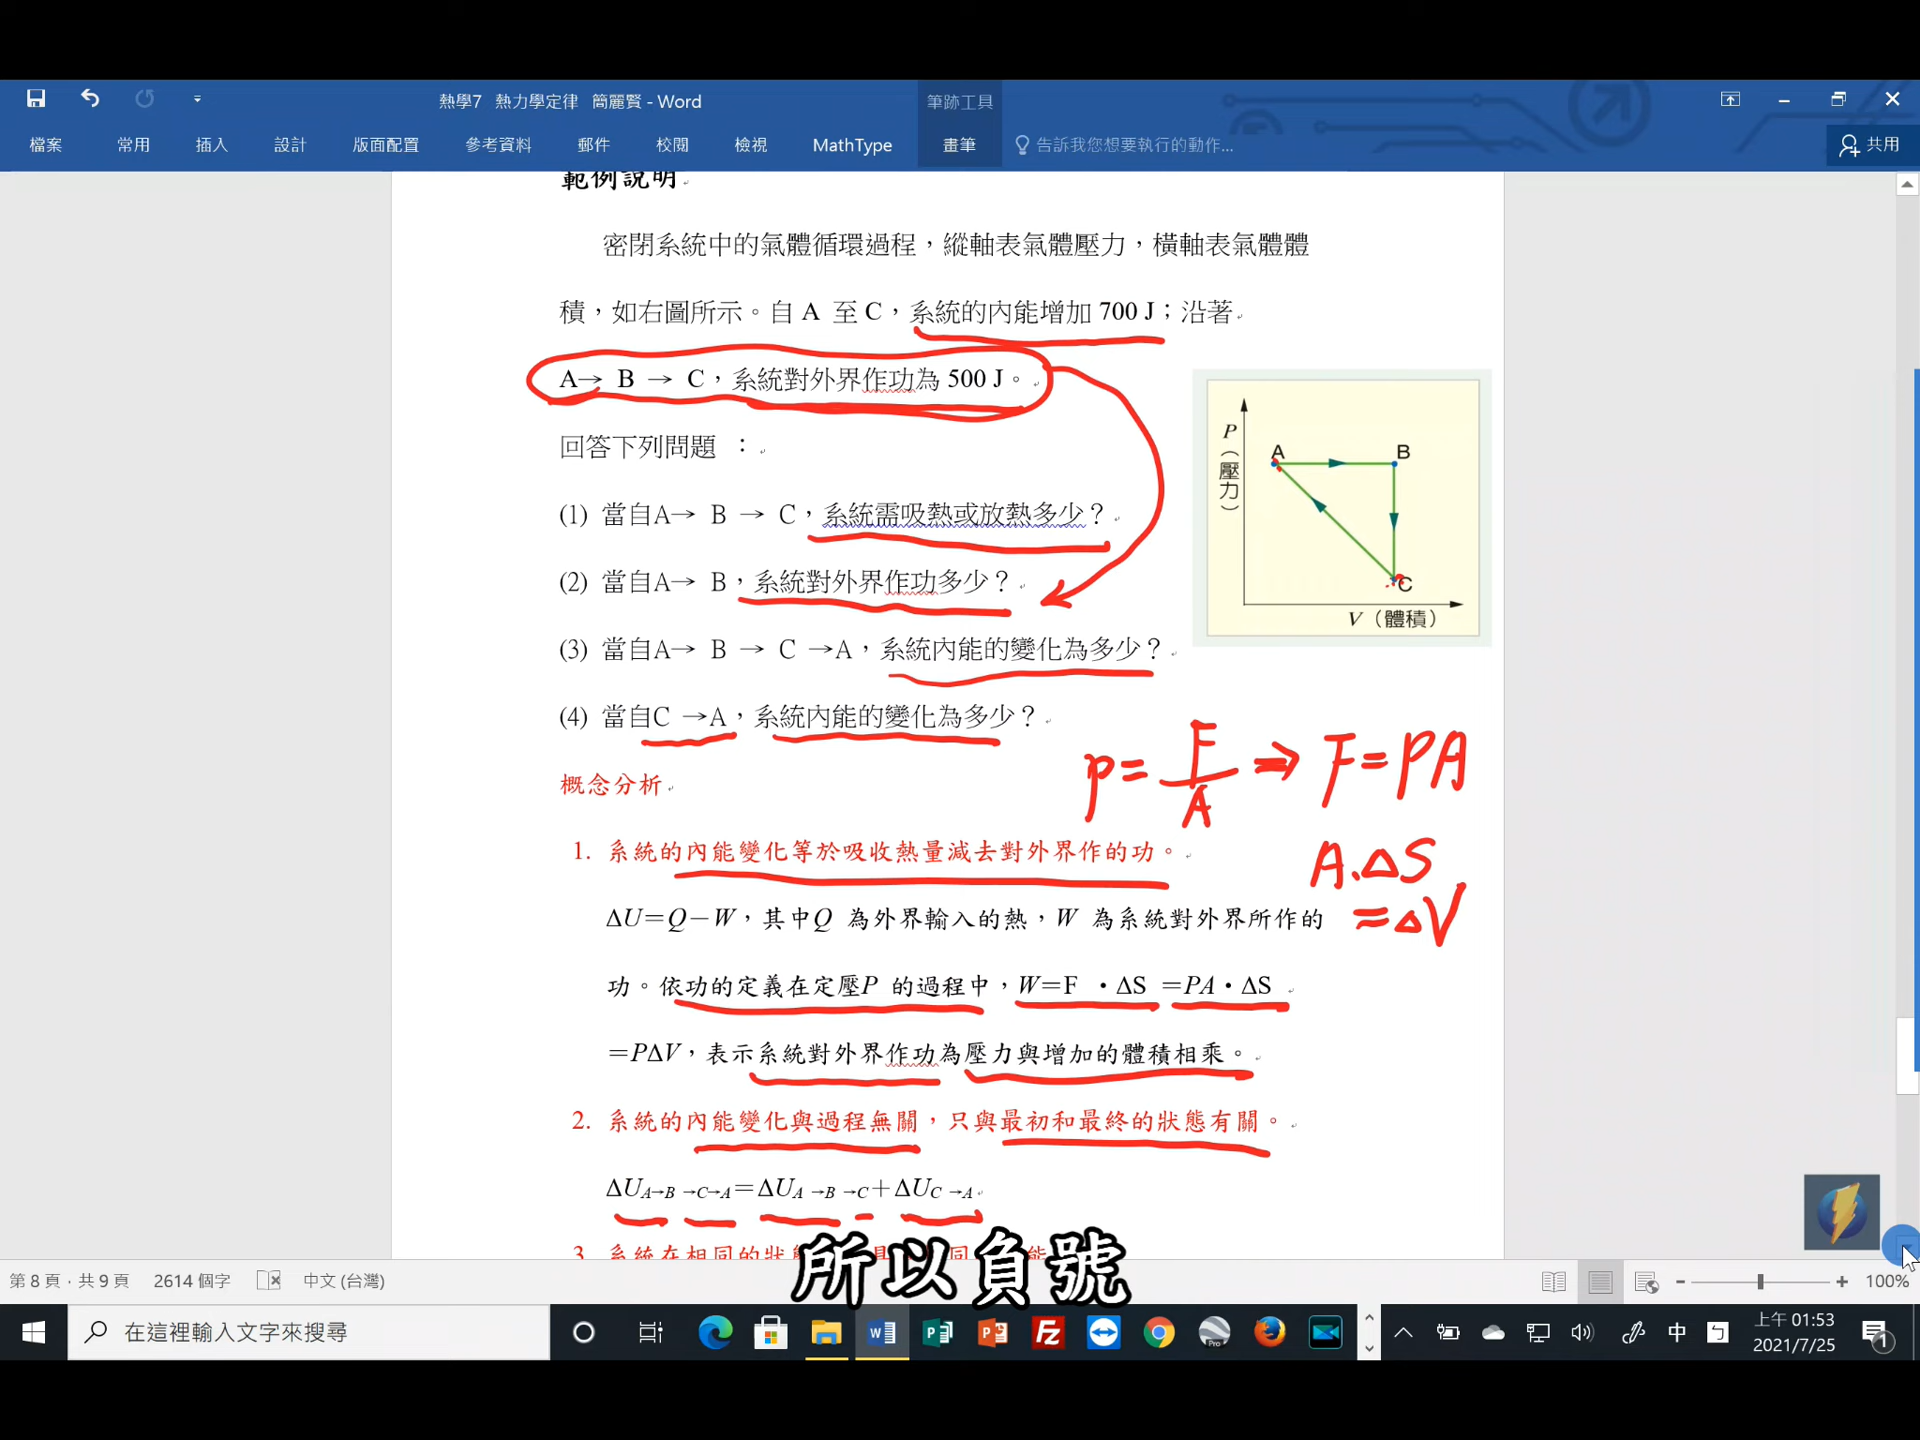 熱學7 熱力學定律 簡麗賢 - Word
筆跡工具
檔案 常用 插入 設計 版面配置 參考資料 郵件 校閱 檢視 MathType 畫筆 告訴我您想要執行的動作... 共用
範例說明
密閉系統中的氣體循環過程，縱軸表氣體壓力，橫軸表氣體體
積，如右圖所示。自 A 至 C，系統的內能增加 700 J；沿著
A→ B → C，系統對外界作功為 500 J。
回答下列問題 ：
(1) 當自A→ B → C，系統需吸熱或放熱多少？
(2) 當自A→ B，系統對外界作功多少？
(3) 當自A→ B → C →A，系統內能的變化為多少？
(4) 當自C →A，系統內能的變化為多少？
P（壓力）
A
B
C
V（體積）
p=F/A ⇒ F=PA
A.ΔS
=ΔV
概念分析
1. 系統的內能變化等於吸收熱量減去對外界作的功。
ΔU=Q−W，其中Q 為外界輸入的熱，W 為系統對外界所作的
功。依功的定義在定壓P 的過程中，W=F ・ΔS =PA・ΔS
=PΔV，表示系統對外界作功為壓力與增加的體積相乘。
2. 系統的內能變化與過程無關，只與最初和最終的狀態有關。
ΔUA→B →C→A=ΔUA →B →C+ΔUC →A
3. 系統在相同的狀態
所以負號
第 8 頁，共 9 頁 2614 個字 中文 (台灣) 100%
在這裡輸入文字來搜尋
中
上午 01:53
2021/7/25
1